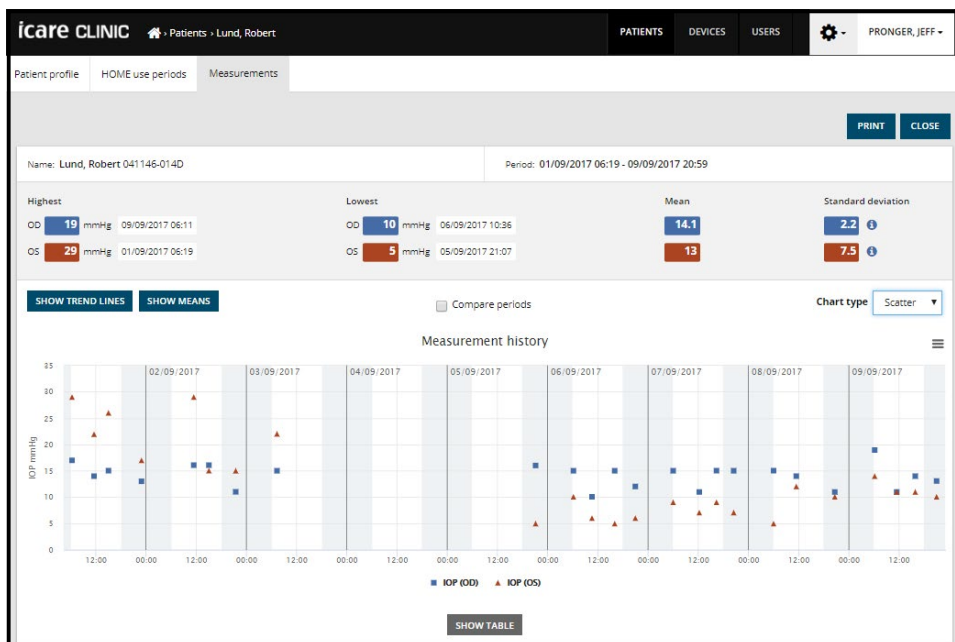 icare CLINIC › Patients › Lund, Robert PATIENTS DEVICES USERS PRONGER, JEFF
Patient profile HOME use periods Measurements
PRINT CLOSE
Name: Lund, Robert 041146-014D Period: 01/09/2017 06:19 - 09/09/2017 20:59
Highest Lowest Mean Standard deviation
OD 19 mmHg 09/09/2017 06:11 OD 10 mmHg 06/09/2017 10:36 14.1 2.2 i
OS 29 mmHg 01/09/2017 06:19 OS 5 mmHg 05/09/2017 21:07 13 7.5 i
SHOW TREND LINES SHOW MEANS Compare periods Chart type Scatter
Measurement history
35
02/09/2017 03/09/2017 04/09/2017 05/09/2017 06/09/2017 07/09/2017 08/09/2017 09/09/2017
30
25
20
IOP mmHg
15
10
5
0
12:00 00:00 12:00 00:00 12:00 00:00 12:00 00:00 12:00 00:00 12:00 00:00 12:00 00:00 12:00 00:00 12:00
IOP (OD) IOP (OS)
SHOW TABLE